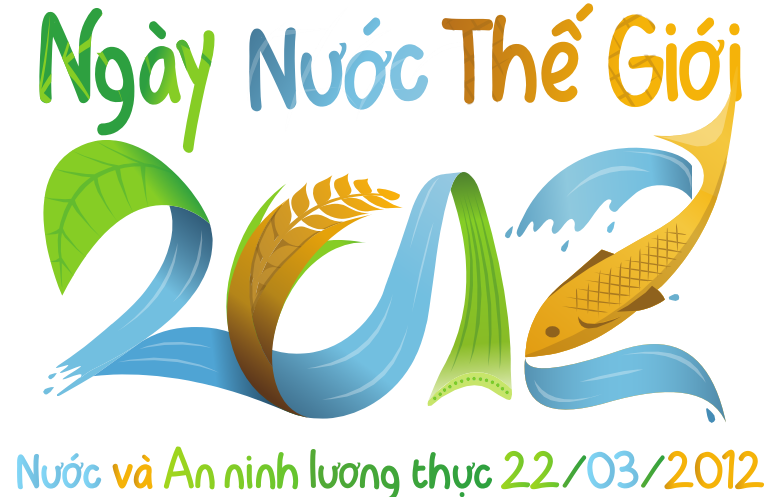 Ngày Nước Thế Giới
2012
Nước và An ninh lương thực 22/03/2012